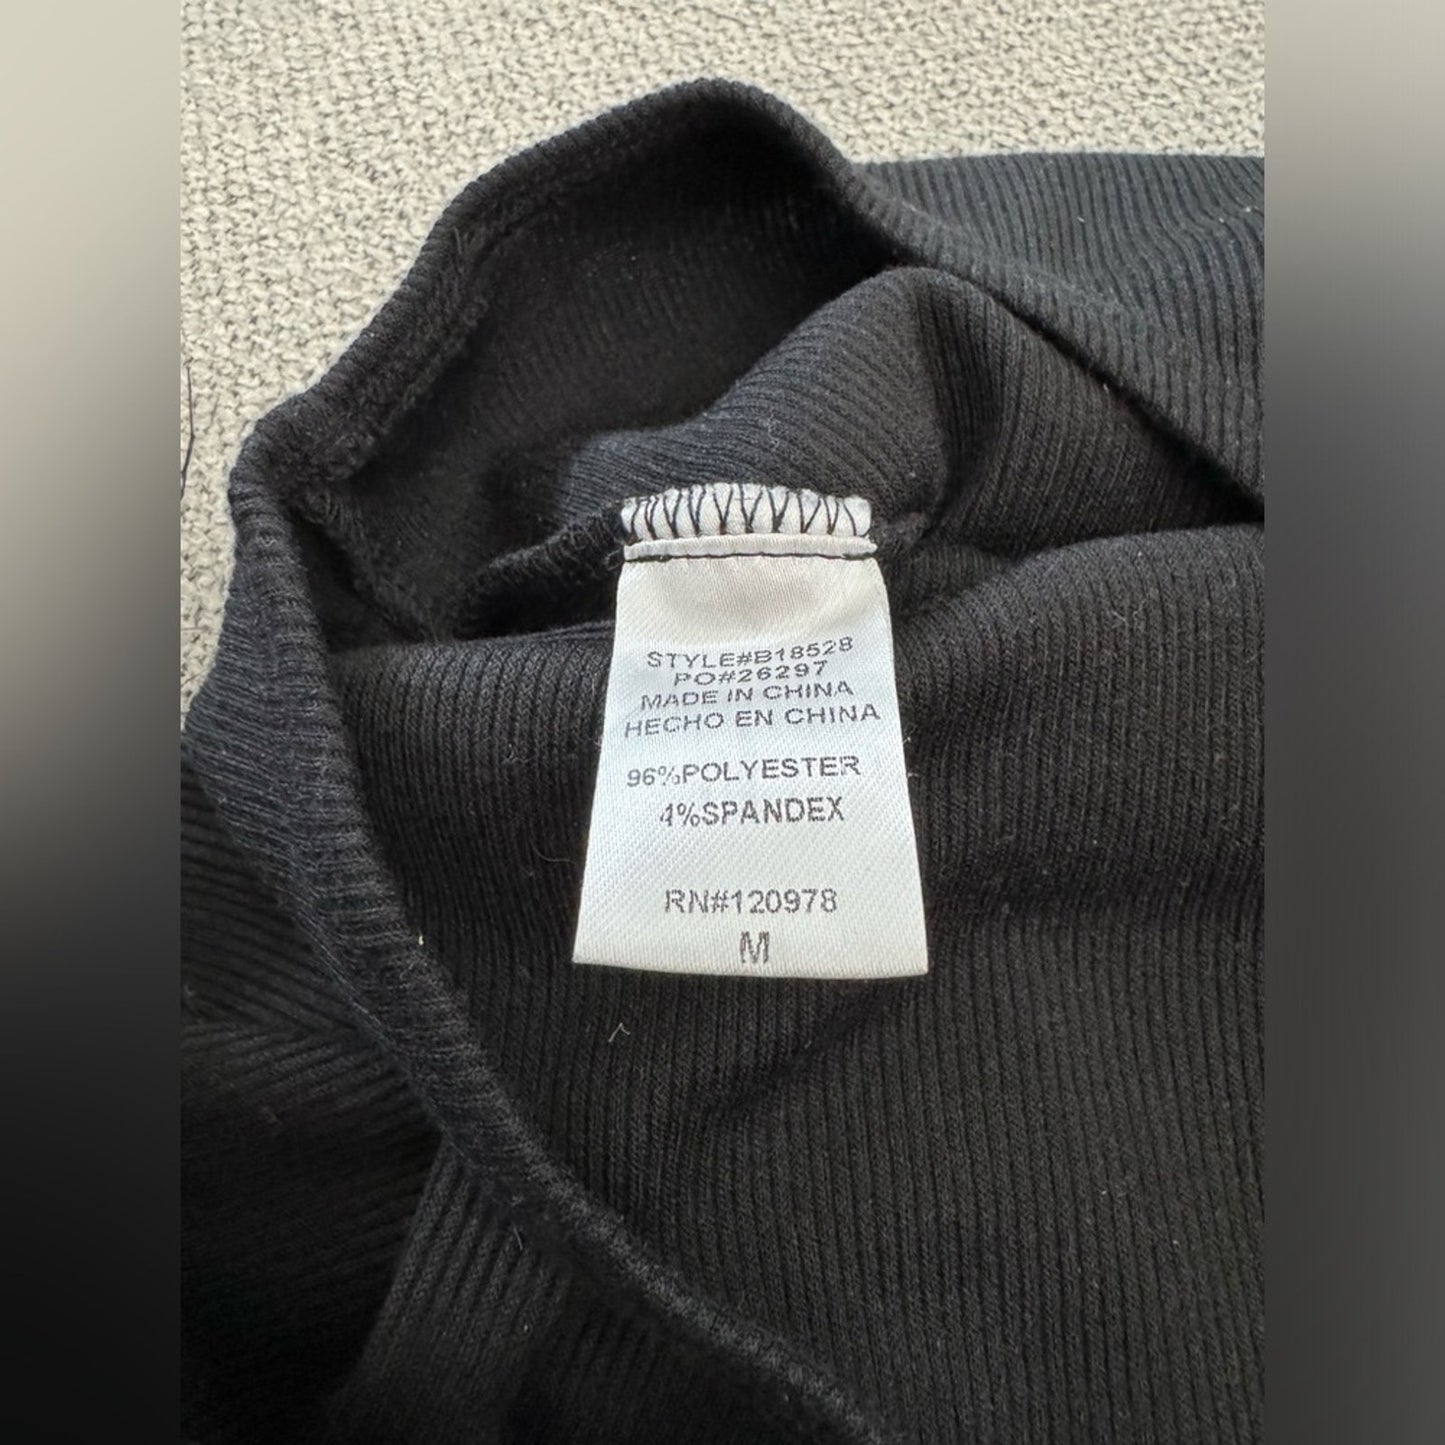 STYLE#B18528
PO#26297
MADE IN CHINA
HECHO EN CHINA
96%POLYESTER
4%SPANDEX
RN#120978
M